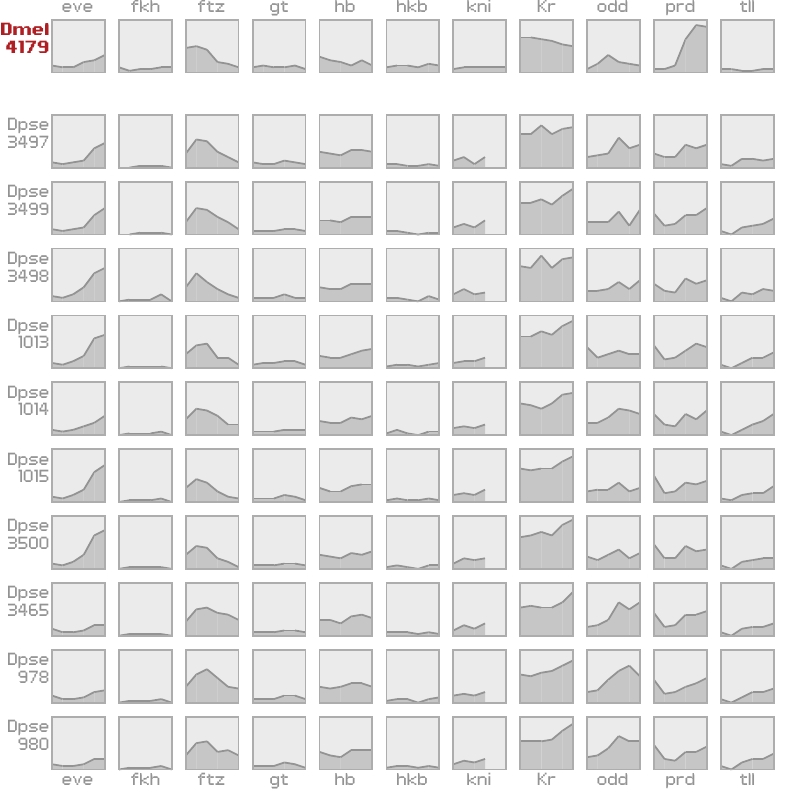 eve fkh ftz gt hb hkb kni Kr odd prd tll
Dmel
4179
Dpse
3497
Dpse
3499
Dpse
3498
Dpse
1013
Dpse
1014
Dpse
1015
Dpse
3500
Dpse
3465
Dpse
978
Dpse
980
eve fkh ftz gt hb hkb kni Kr odd prd tll